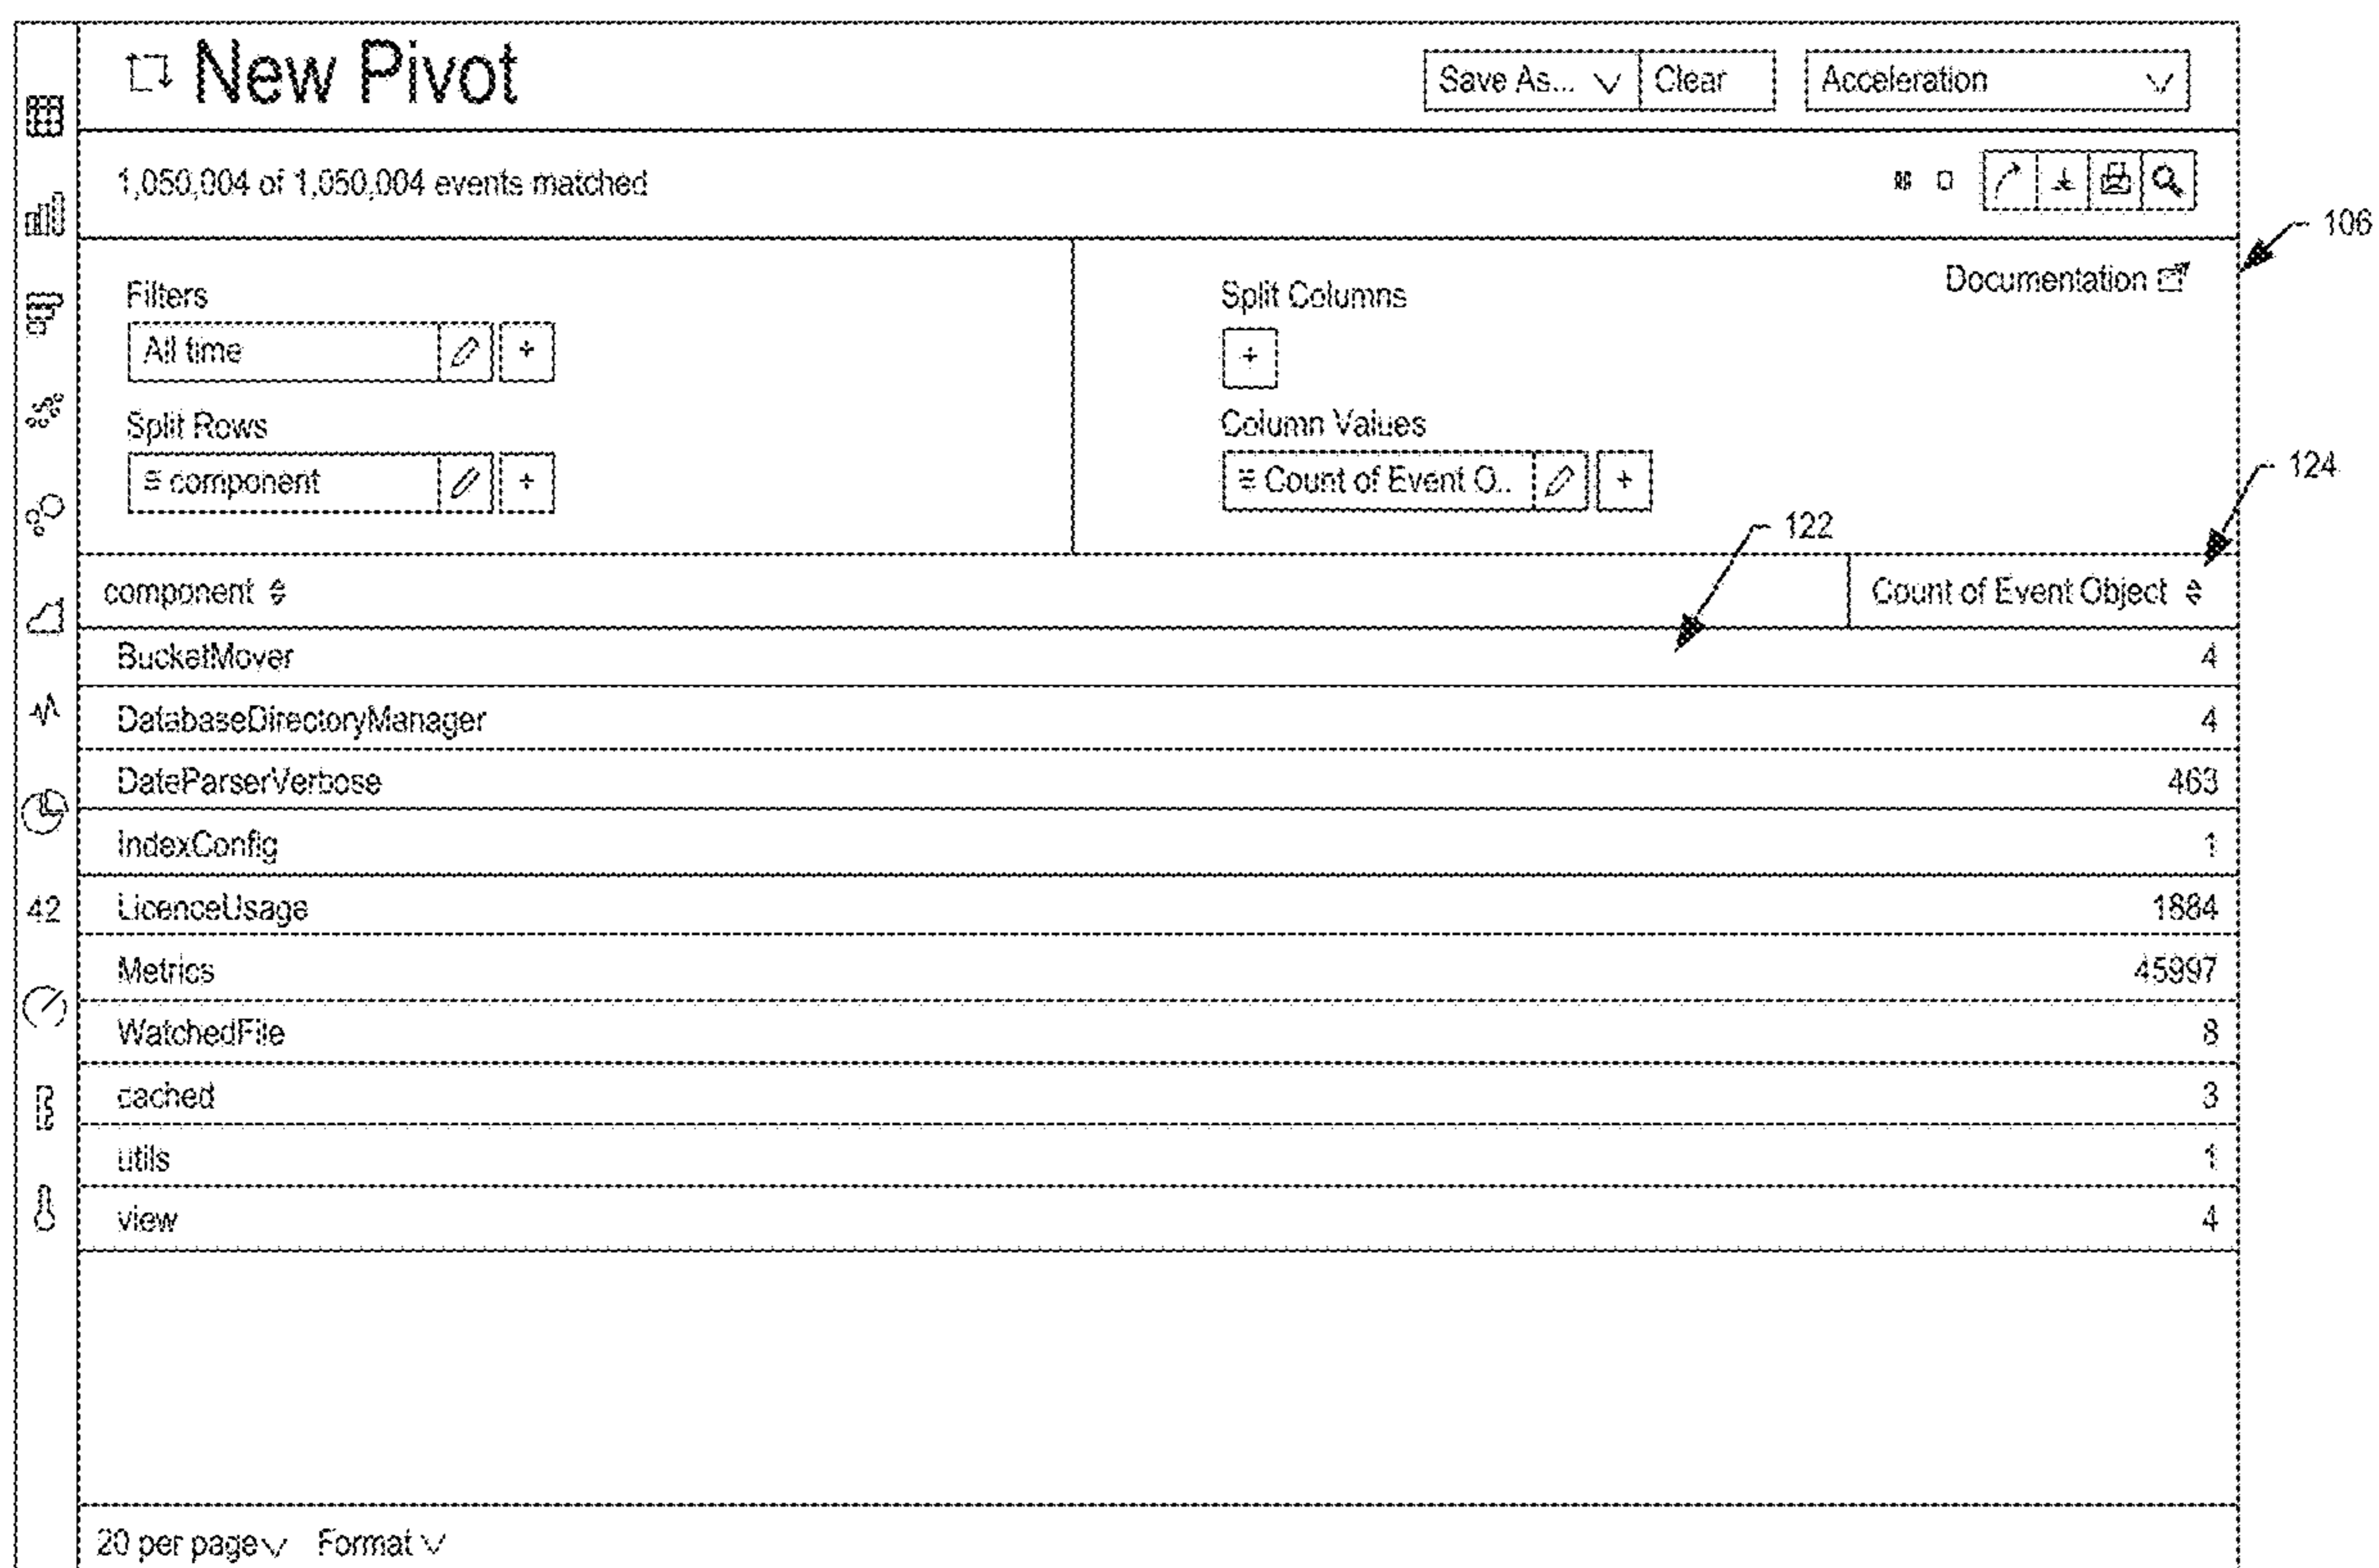 New Pivot
Save As... Clear Acceleration
1,050,004 of 1,050,004 events matched
106
Documentation
Filters
All time +
Split Rows
component +
Split Columns
+
Column Values
Count of Event O.. +
124
122
component Count of Event Object
BucketMover 4
DatabaseDirectoryManager 4
DateParserVerbose 463
IndexConfig 1
LicenceUsage 1884
Metrics 45997
WatchedFile 8
cached 3
utils 1
view 4
42
20 per page Format